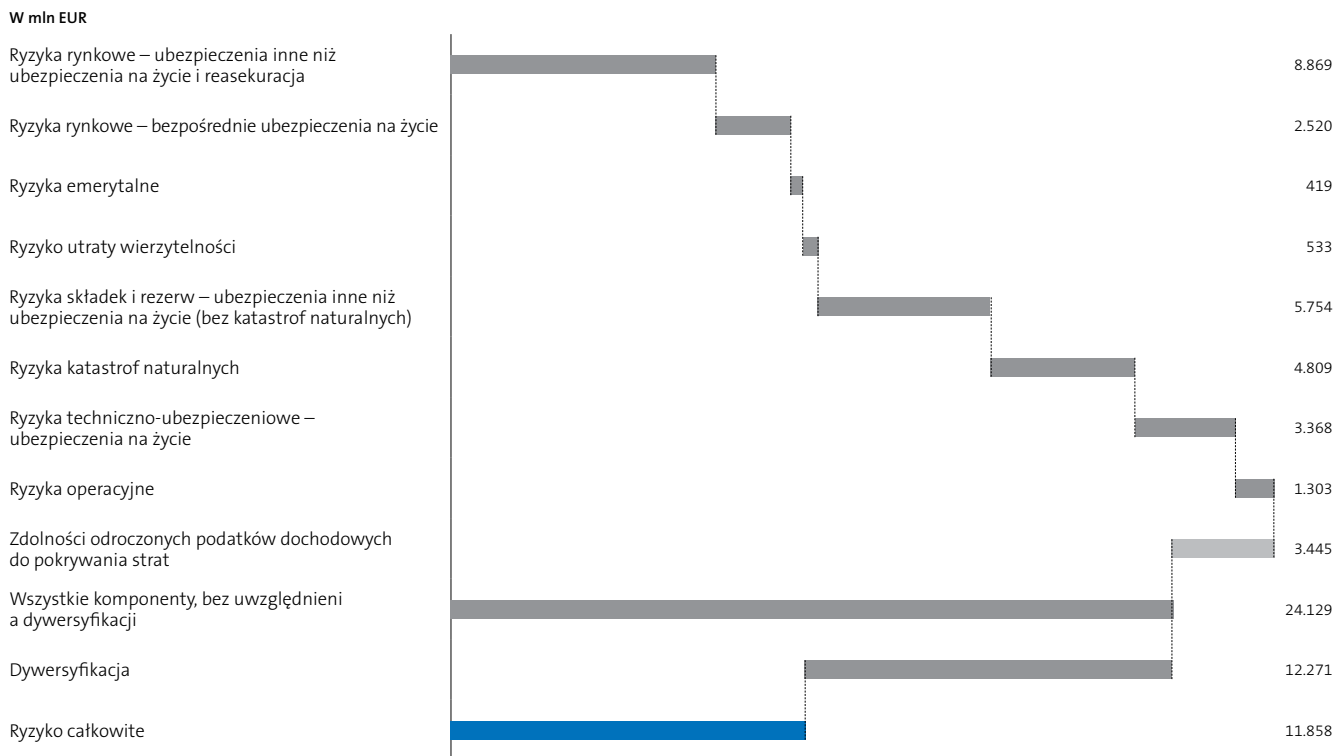 W mln EUR
Ryzyka rynkowe – ubezpieczenia inne niż
ubezpieczenia na życie i reasekuracja
8.869
Ryzyka rynkowe – bezpośrednie ubezpieczenia na życie
2.520
Ryzyka emerytalne
419
Ryzyko utraty wierzytelności
533
Ryzyka składek i rezerw – ubezpieczenia inne niż
ubezpieczenia na życie (bez katastrof naturalnych)
5.754
Ryzyka katastrof naturalnych
4.809
Ryzyka techniczno-ubezpieczeniowe –
ubezpieczenia na życie
3.368
Ryzyka operacyjne
1.303
Zdolności odroczonych podatków dochodowych
do pokrywania strat
3.445
Wszystkie komponenty, bez uwzględnieni
a dywersyfikacji
24.129
Dywersyfikacja
12.271
Ryzyko całkowite
11.858